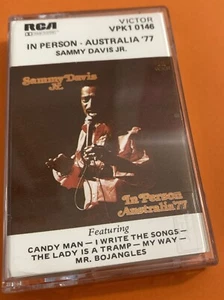 RCA
VICTOR
VPK1 0146
IN PERSON - AUSTRALIA '77
SAMMY DAVIS JR.
Sammy Davis
Jr.
In Person
Australia '77
Featuring
CANDY MAN — I WRITE THE SONGS —
THE LADY IS A TRAMP — MY WAY —
MR. BOJANGLES